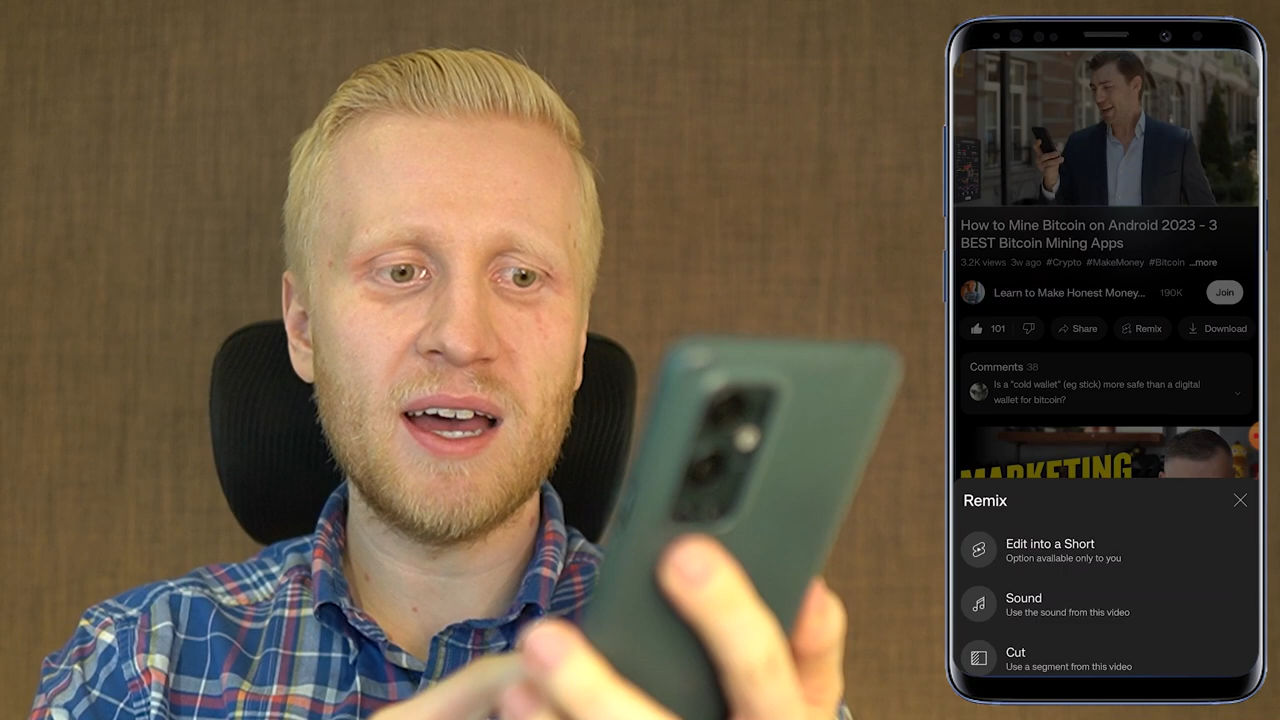 How to Mine Bitcoin on Android 2023 - 3
BEST Bitcoin Mining Apps
3.2K views 3w ago #Crypto #MakeMoney #Bitcoin ...more
Learn to Make Honest Money... 190K Join
101 Share Remix Download
Comments 38
Is a "cold wallet" (eg stick) more safe than a digital
wallet for bitcoin?
MARKETING
Remix
Edit into a Short
Option available only to you
Sound
Use the sound from this video
Cut
Use a segment from this video